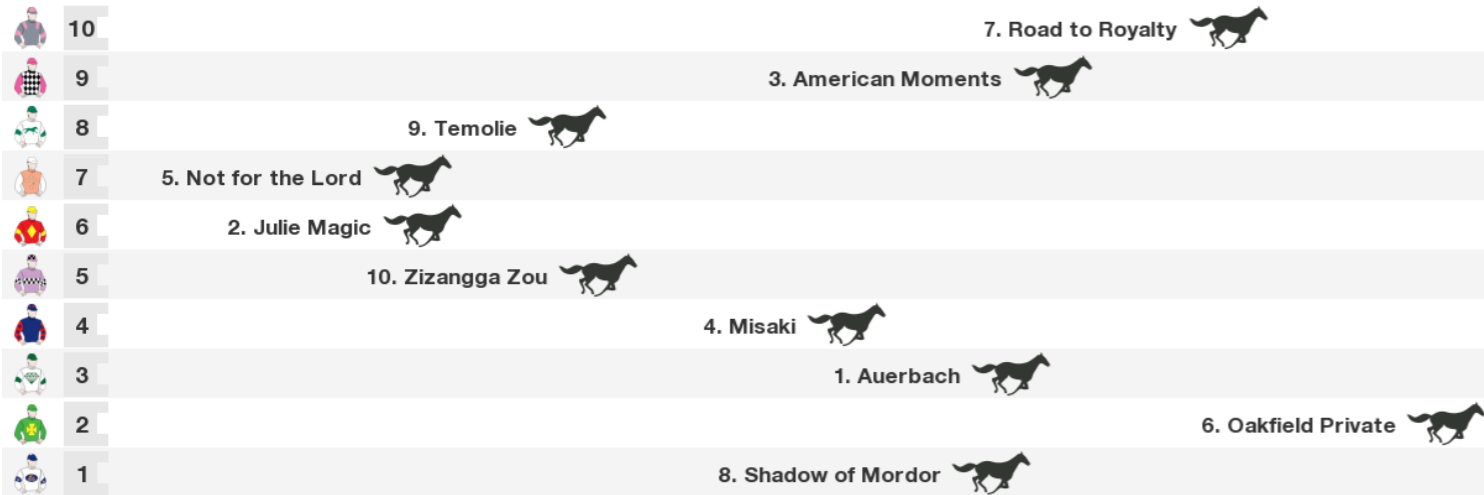 10 7. Road to Royalty
9 3. American Moments
8 9. Temolie
7 5. Not for the Lord
6 2. Julie Magic
5 10. Zizangga Zou
4 4. Misaki
3 1. Auerbach
2 6. Oakfield Private
1 8. Shadow of Mordor